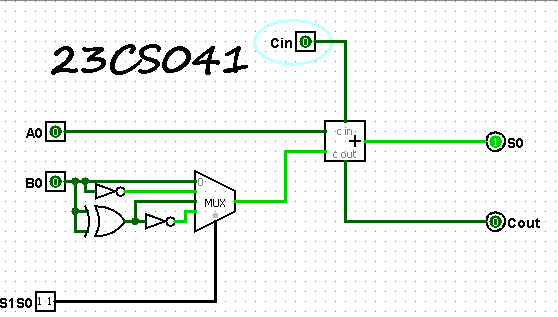 Cin 0
23CS041
A0 0
c in
+
1 S0
c out
B0 0
0
MUX
0 Cout
S1S0 1 1